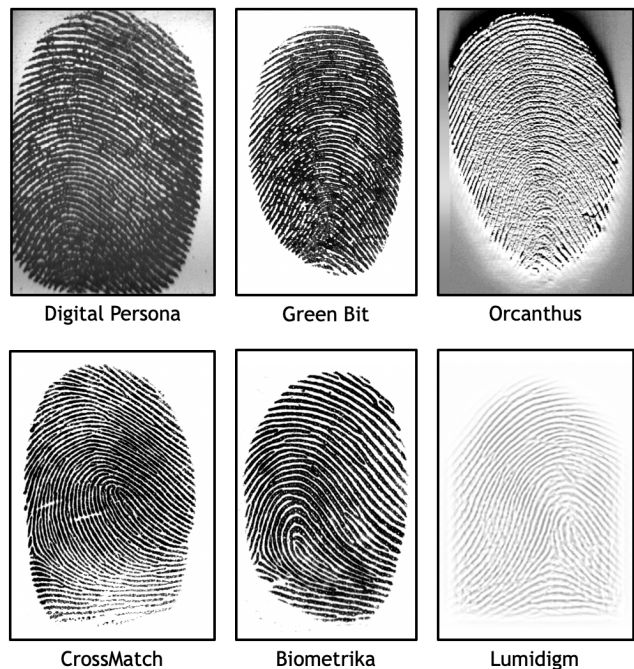 Digital Persona
Green Bit
Orcanthus
CrossMatch
Biometrika
Lumidigm